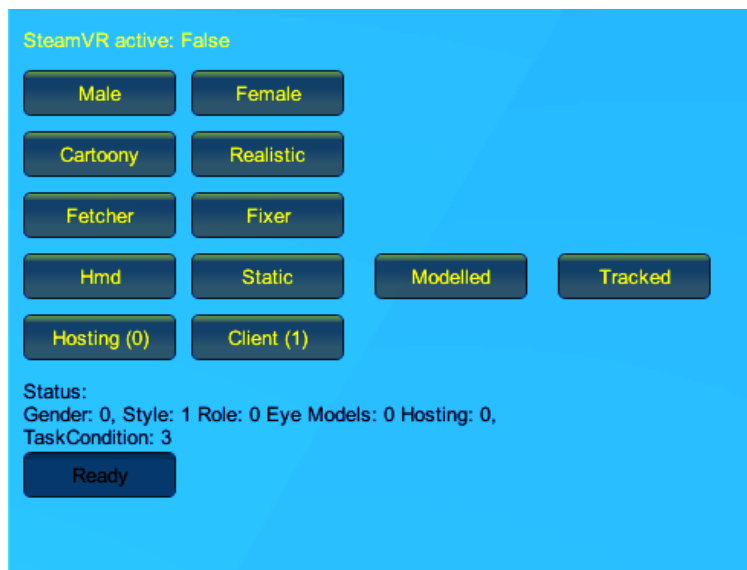 SteamVR active: False
Male Female
Cartoony Realistic
Fetcher Fixer
Hmd Static Modelled Tracked
Hosting (0) Client (1)
Status:
Gender: 0, Style: 1 Role: 0 Eye Models: 0 Hosting: 0,
TaskCondition: 3
Ready